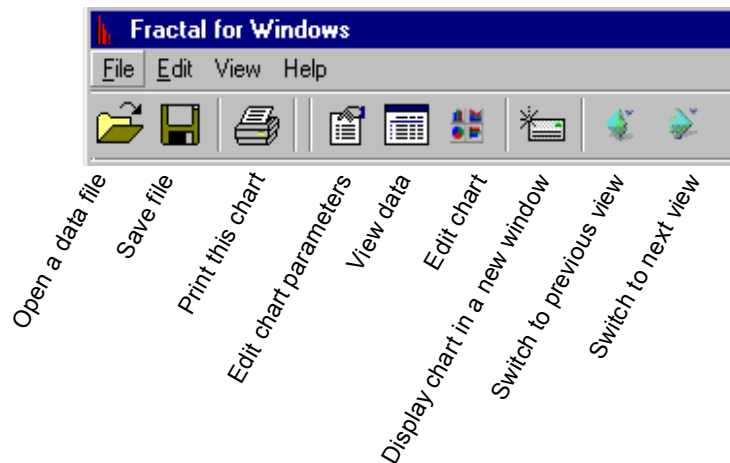 Fractal for Windows
File Edit View Help
Open a data file
Save file
Print this chart
Edit chart parameters
View data
Edit chart
Display chart in a new window
Switch to previous view
Switch to next view